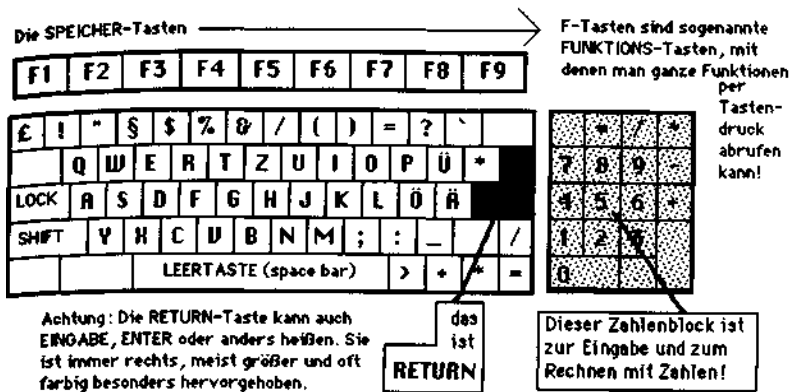 Die SPEICHER-Tasten
F-Tasten sind sogenannte
FUNKTIONS-Tasten, mit
denen man ganze Funktionen
per
Tasten-
druck
abrufen
kann!
F1 F2 F3 F4 F5 F6 F7 F8 F9
£ ! " § $ % & / ( ) = ? `
Q W E R T Z U I O P Ü *
LOCK A S D F G H J K L Ö Ä
SHIFT Y X C V B N M ; : _ /
LEERTASTE (space bar) > + * =
/ *
7 8 9 -
4 5 6 +
1 2
0
Achtung: Die RETURN-Taste kann auch
EINGABE, ENTER oder anders heißen. Sie
ist immer rechts, meist größer und oft
farbig besonders hervorgehoben.
das
ist
RETURN
Dieser Zahlenblock ist
zur Eingabe und zum
Rechnen mit Zahlen!